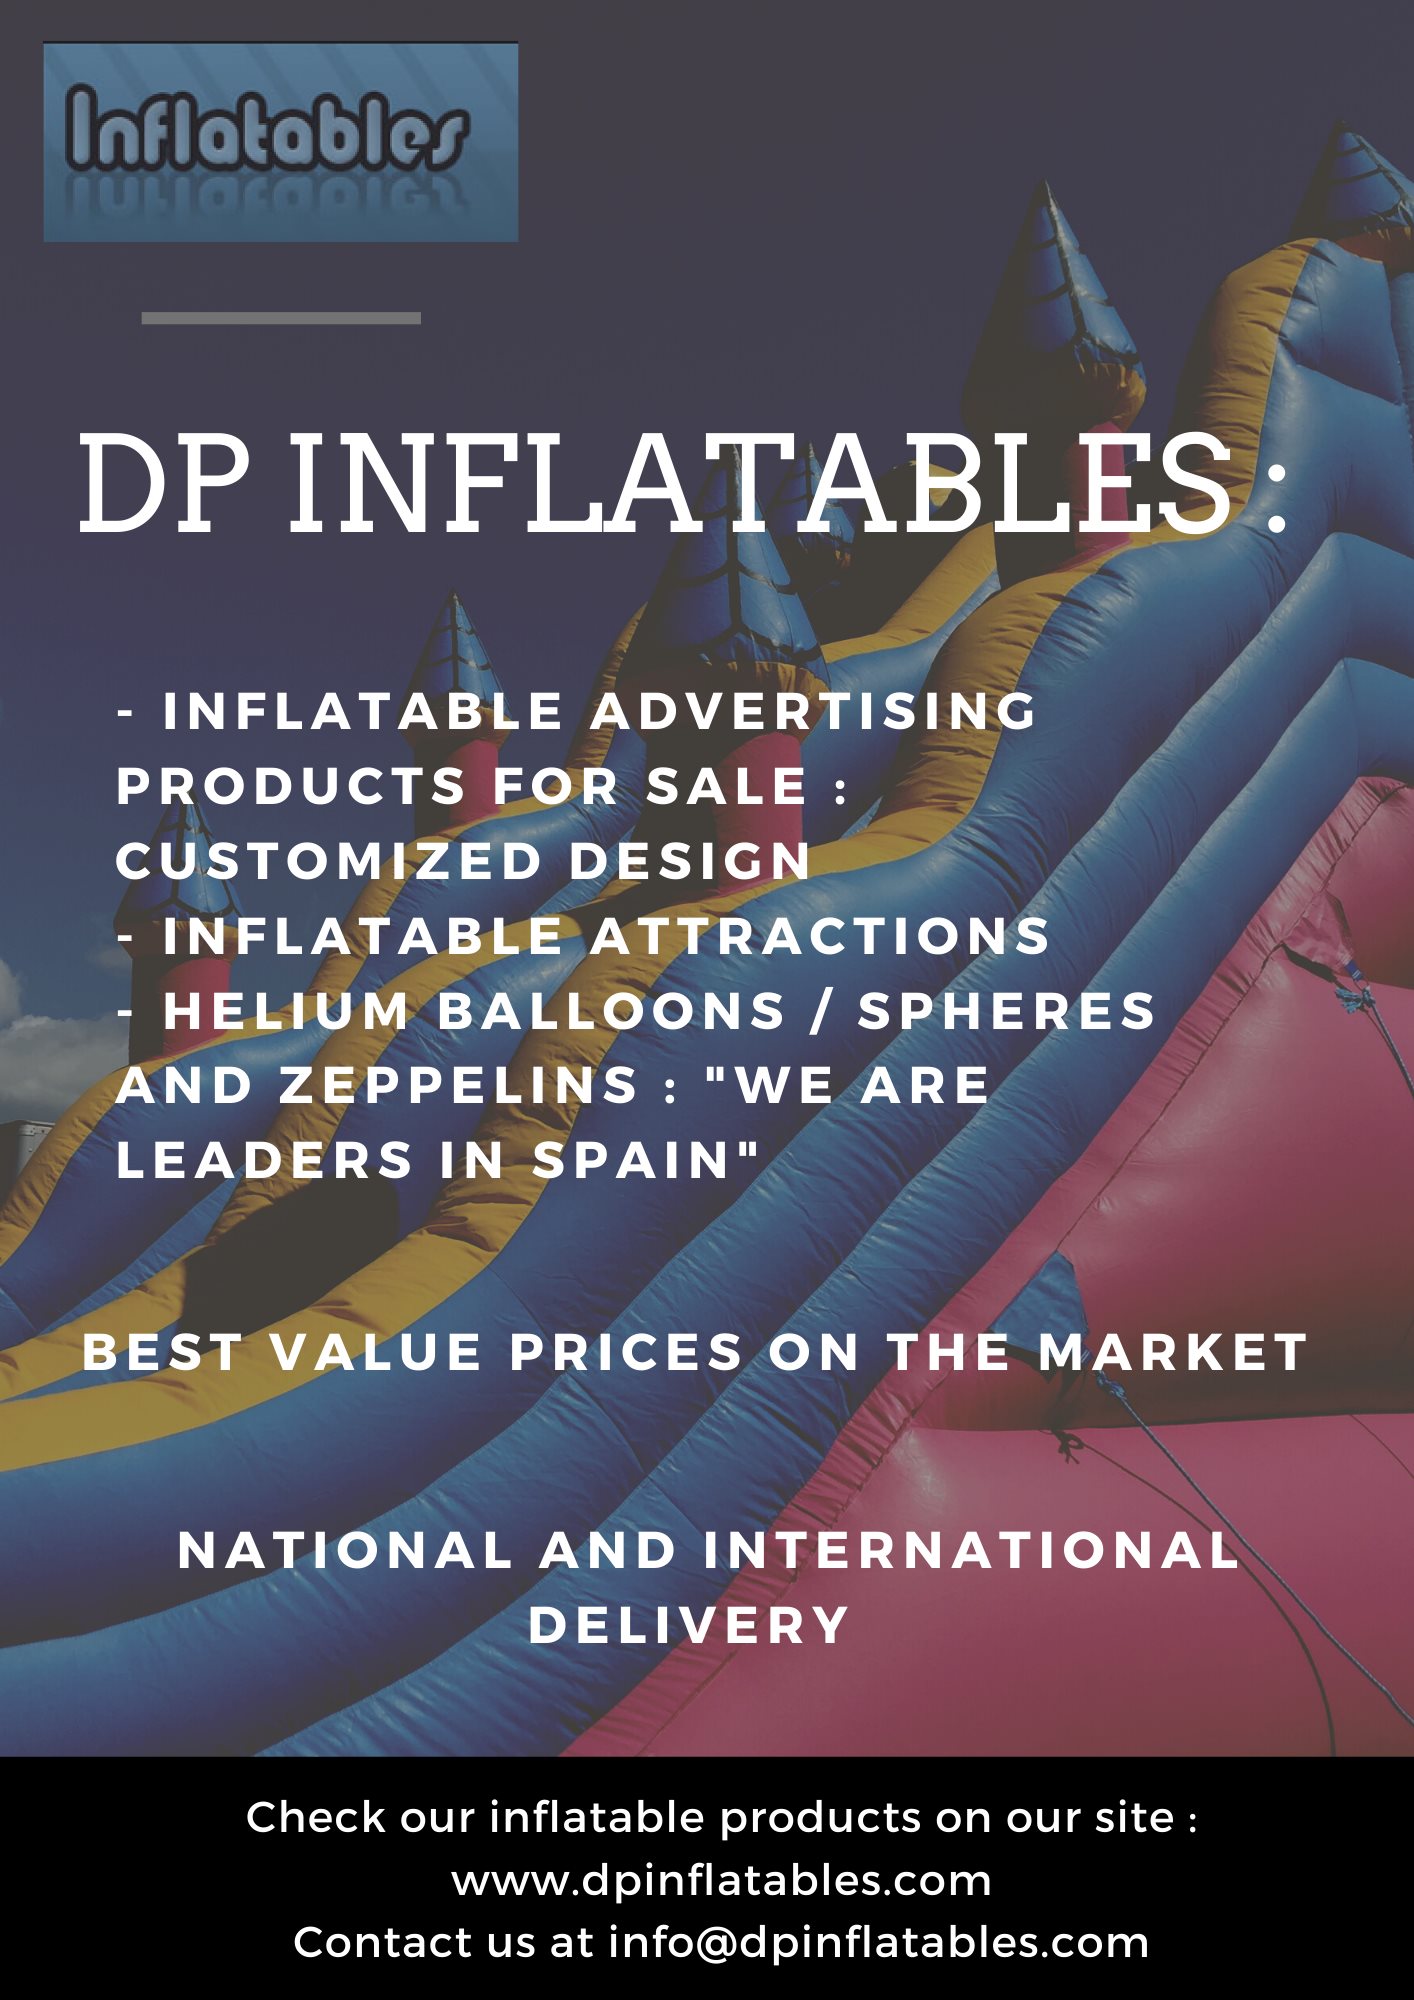 Inflatables
DP INFLATABLES :
- INFLATABLE ADVERTISING
PRODUCTS FOR SALE :
CUSTOMIZED DESIGN
- INFLATABLE ATTRACTIONS
- HELIUM BALLOONS / SPHERES
AND ZEPPELINS : "WE ARE
LEADERS IN SPAIN"
BEST VALUE PRICES ON THE MARKET
NATIONAL AND INTERNATIONAL
DELIVERY
Check our inflatable products on our site :
www.dpinflatables.com
Contact us at info@dpinflatables.com